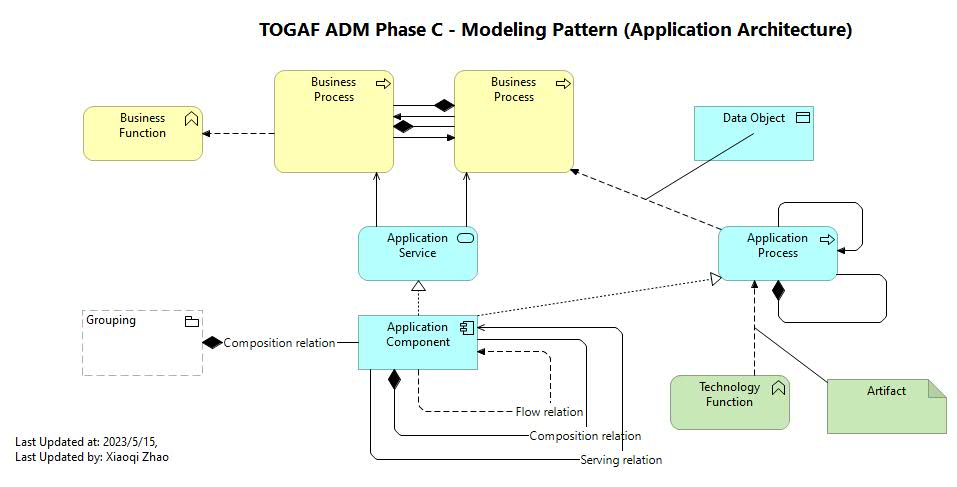 TOGAF ADM Phase C - Modeling Pattern (Application Architecture)
Business
Process
Business
Process
Business
Function
Data Object
Application
Service
Application
Process
Grouping
Composition relation
Application
Component
Technology
Function
Artifact
Flow relation
Composition relation
Serving relation
Last Updated at: 2023/5/15,
Last Updated by: Xiaoqi Zhao